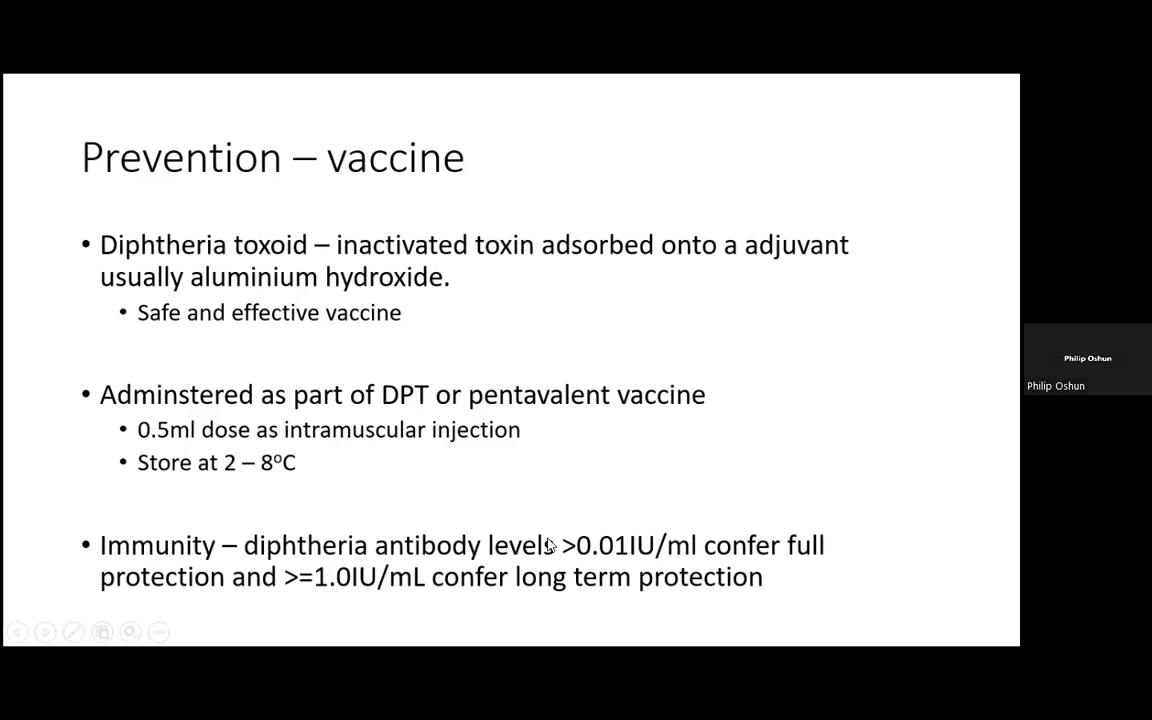 Prevention – vaccine
• Diphtheria toxoid – inactivated toxin adsorbed onto a adjuvant
usually aluminium hydroxide.
• Safe and effective vaccine
• Adminstered as part of DPT or pentavalent vaccine
• 0.5ml dose as intramuscular injection
• Store at 2 – 8°C
• Immunity – diphtheria antibody levels >0.01IU/ml confer full
protection and >=1.0IU/mL confer long term protection
Philip Oshun
Philip Oshun